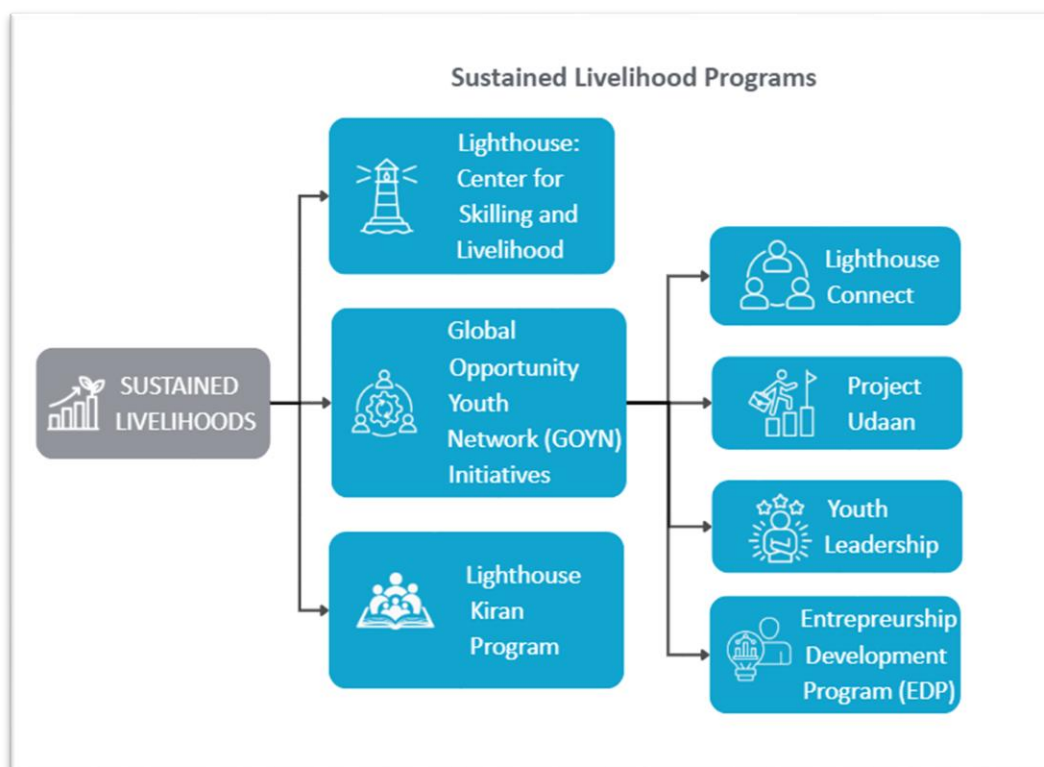 Sustained Livelihood Programs
SUSTAINED
LIVELIHOODS
Lighthouse:
Center for
Skilling and
Livelihood
Global
Opportunity
Youth
Network (GOYN)
Initiatives
Lighthouse
Kiran
Program
Lighthouse
Connect
Project
Udaan
Youth
Leadership
Entrepreurship
Development
Program (EDP)